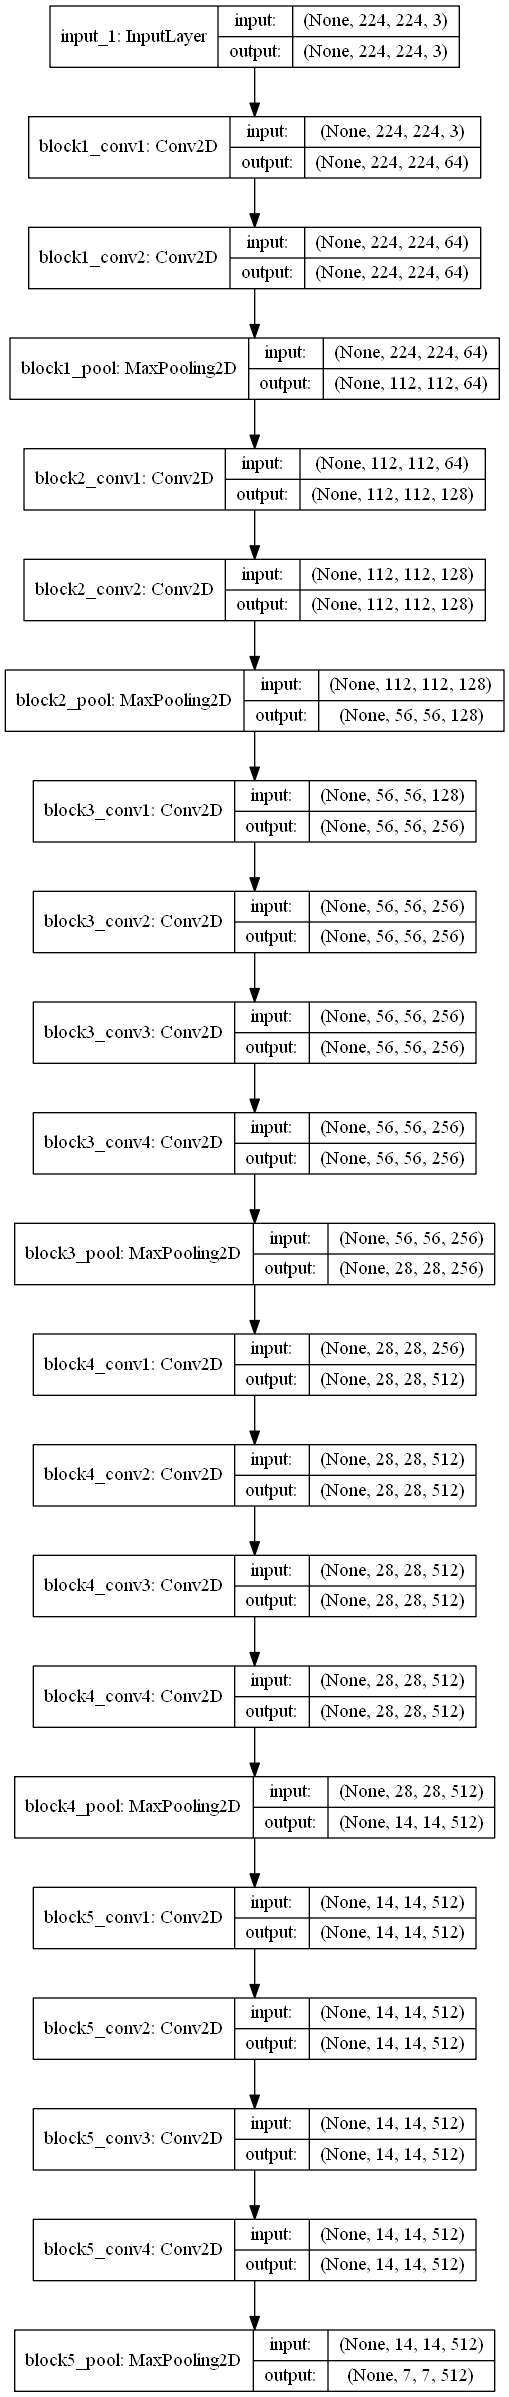 input_1: InputLayer
input: (None, 224, 224, 3)
output: (None, 224, 224, 3)
block1_conv1: Conv2D
input: (None, 224, 224, 3)
output: (None, 224, 224, 64)
block1_conv2: Conv2D
input: (None, 224, 224, 64)
output: (None, 224, 224, 64)
block1_pool: MaxPooling2D
input: (None, 224, 224, 64)
output: (None, 112, 112, 64)
block2_conv1: Conv2D
input: (None, 112, 112, 64)
output: (None, 112, 112, 128)
block2_conv2: Conv2D
input: (None, 112, 112, 128)
output: (None, 112, 112, 128)
block2_pool: MaxPooling2D
input: (None, 112, 112, 128)
output: (None, 56, 56, 128)
block3_conv1: Conv2D
input: (None, 56, 56, 128)
output: (None, 56, 56, 256)
block3_conv2: Conv2D
input: (None, 56, 56, 256)
output: (None, 56, 56, 256)
block3_conv3: Conv2D
input: (None, 56, 56, 256)
output: (None, 56, 56, 256)
block3_conv4: Conv2D
input: (None, 56, 56, 256)
output: (None, 56, 56, 256)
block3_pool: MaxPooling2D
input: (None, 56, 56, 256)
output: (None, 28, 28, 256)
block4_conv1: Conv2D
input: (None, 28, 28, 256)
output: (None, 28, 28, 512)
block4_conv2: Conv2D
input: (None, 28, 28, 512)
output: (None, 28, 28, 512)
block4_conv3: Conv2D
input: (None, 28, 28, 512)
output: (None, 28, 28, 512)
block4_conv4: Conv2D
input: (None, 28, 28, 512)
output: (None, 28, 28, 512)
block4_pool: MaxPooling2D
input: (None, 28, 28, 512)
output: (None, 14, 14, 512)
block5_conv1: Conv2D
input: (None, 14, 14, 512)
output: (None, 14, 14, 512)
block5_conv2: Conv2D
input: (None, 14, 14, 512)
output: (None, 14, 14, 512)
block5_conv3: Conv2D
input: (None, 14, 14, 512)
output: (None, 14, 14, 512)
block5_conv4: Conv2D
input: (None, 14, 14, 512)
output: (None, 14, 14, 512)
block5_pool: MaxPooling2D
input: (None, 14, 14, 512)
output: (None, 7, 7, 512)